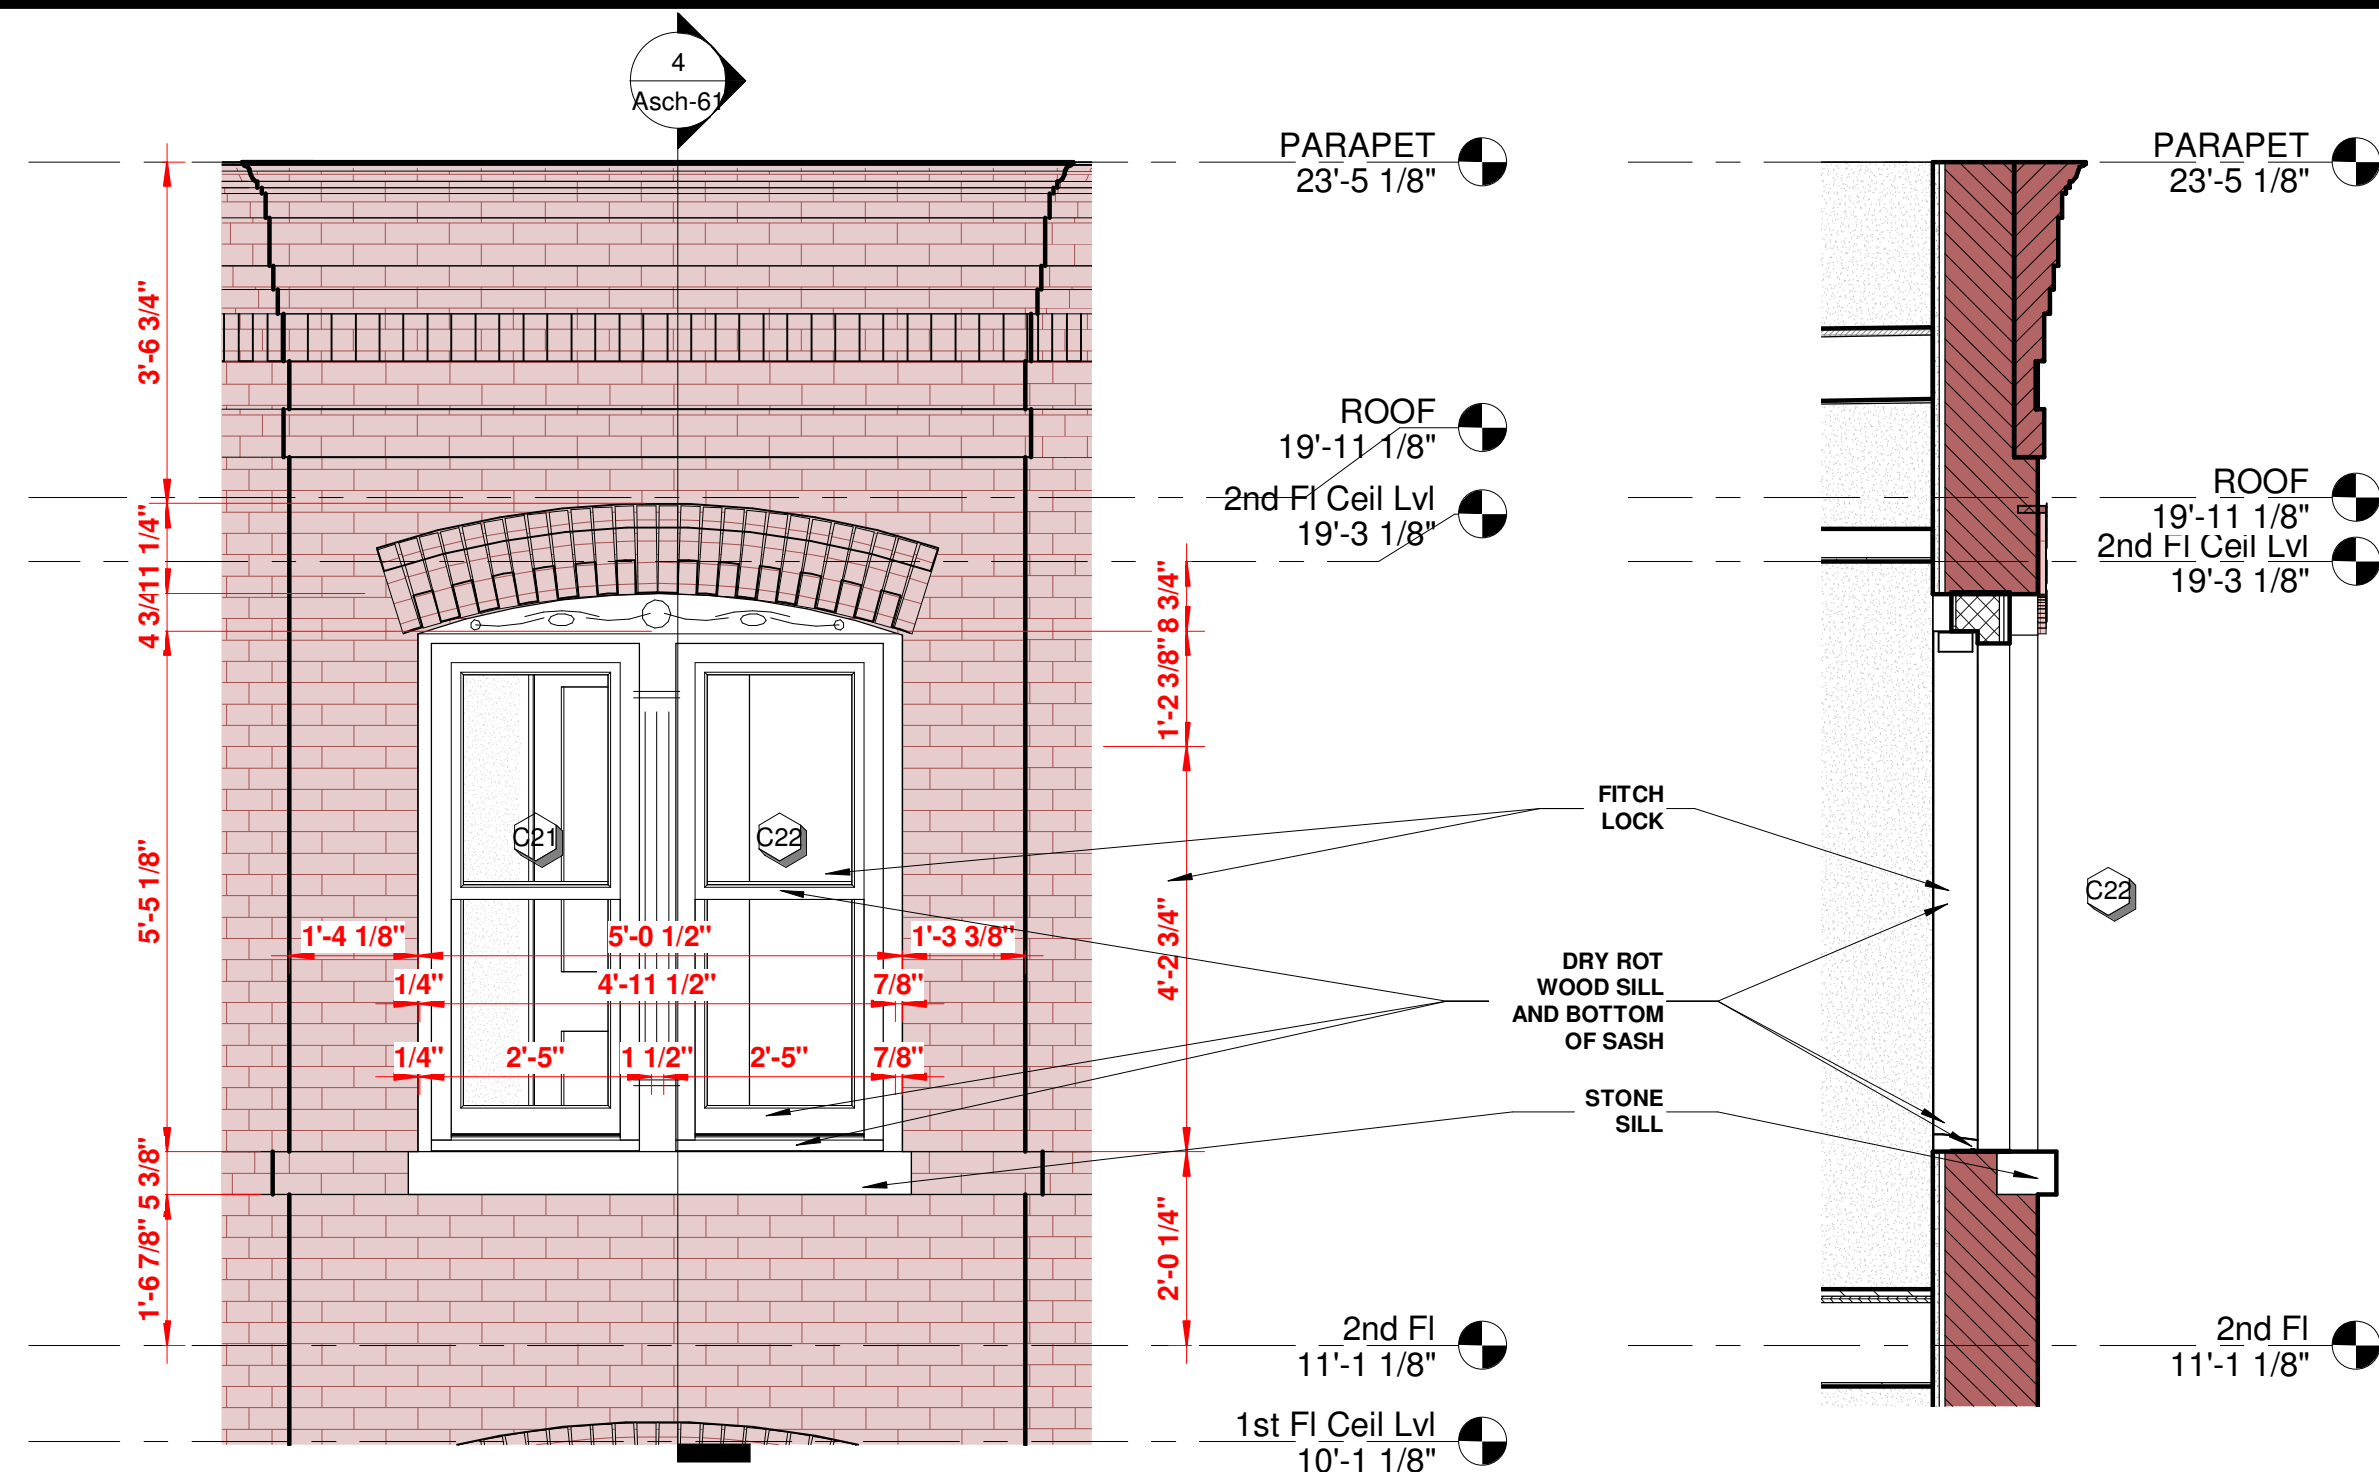 4
Asch-61
PARAPET
23'-5 1/8"
PARAPET
23'-5 1/8"
3'-6 3/4"
ROOF
19'-11 1/8"
2nd Fl Ceil Lvl
19'-3 1/8"
ROOF
19'-11 1/8"
2nd Fl Ceil Lvl
19'-3 1/8"
11 1/4"
4 3/4"
8 3/4"
1'-2 3/8"
FITCH
LOCK
C21
C22
C22
5'-5 1/8"
1'-4 1/8"
5'-0 1/2"
1'-3 3/8"
4'-2 3/4"
1/4"
4'-11 1/2"
7/8"
DRY ROT
WOOD SILL
AND BOTTOM
OF SASH
1/4"
2'-5"
1 1/2"
2'-5"
7/8"
STONE
SILL
5 3/8"
1'-6 7/8"
2'-0 1/4"
2nd Fl
11'-1 1/8"
2nd Fl
11'-1 1/8"
1st Fl Ceil Lvl
10'-1 1/8"